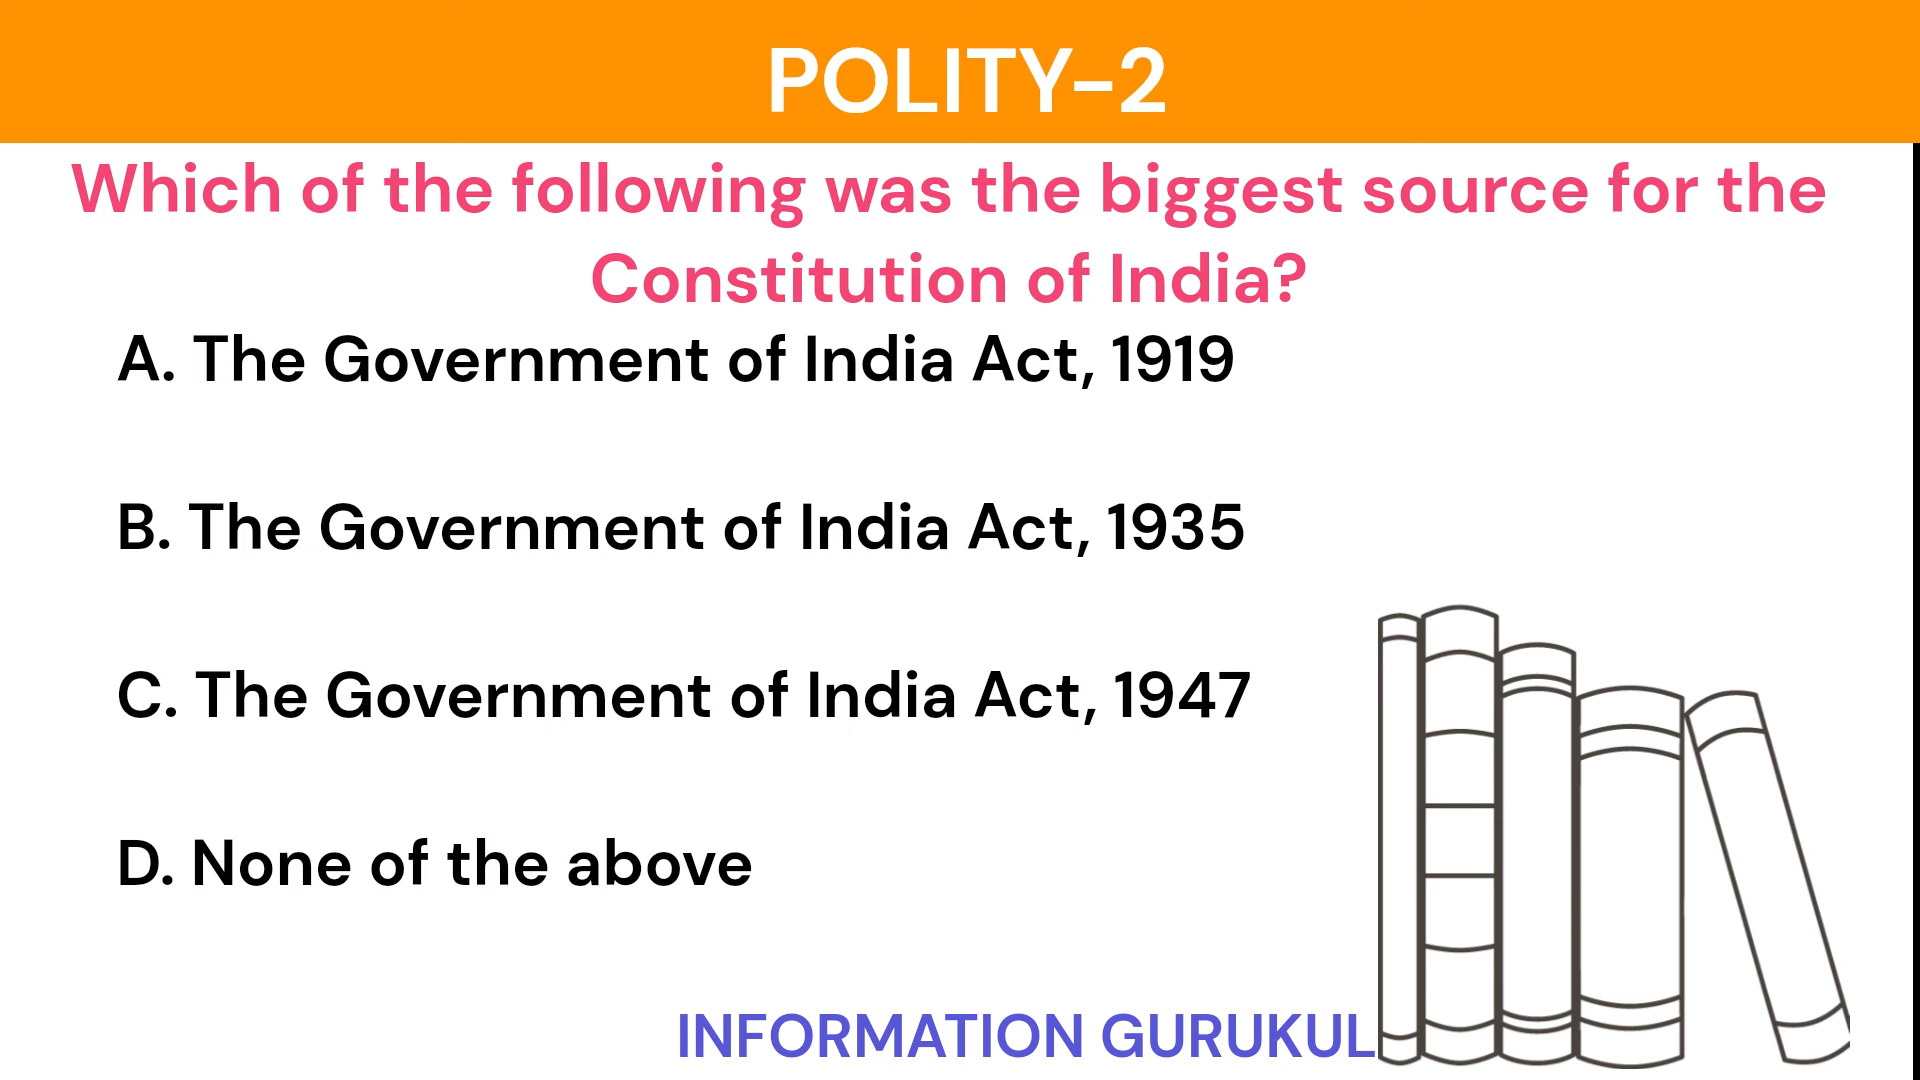 POLITY-2
Which of the following was the biggest source for the
Constitution of India?
A. The Government of India Act, 1919
B. The Government of India Act, 1935
C. The Government of India Act, 1947
D. None of the above
INFORMATION GURUKUL